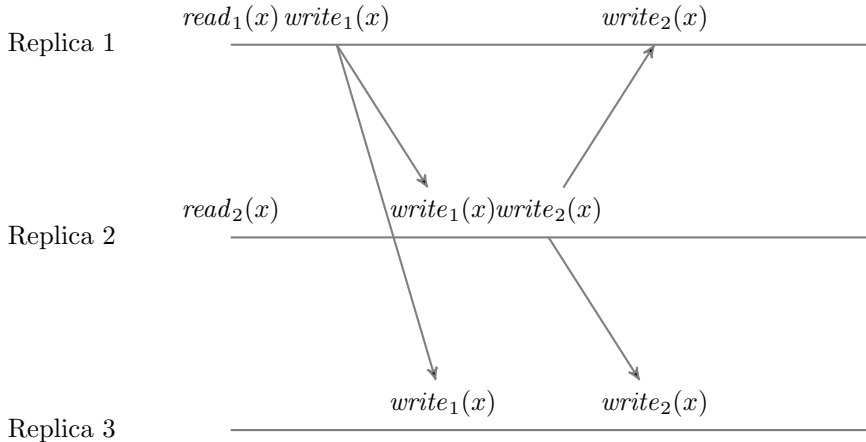 read₁(x) write₁(x) write₂(x)
Replica 1
read₂(x) write₁(x)write₂(x)
Replica 2
write₁(x) write₂(x)
Replica 3